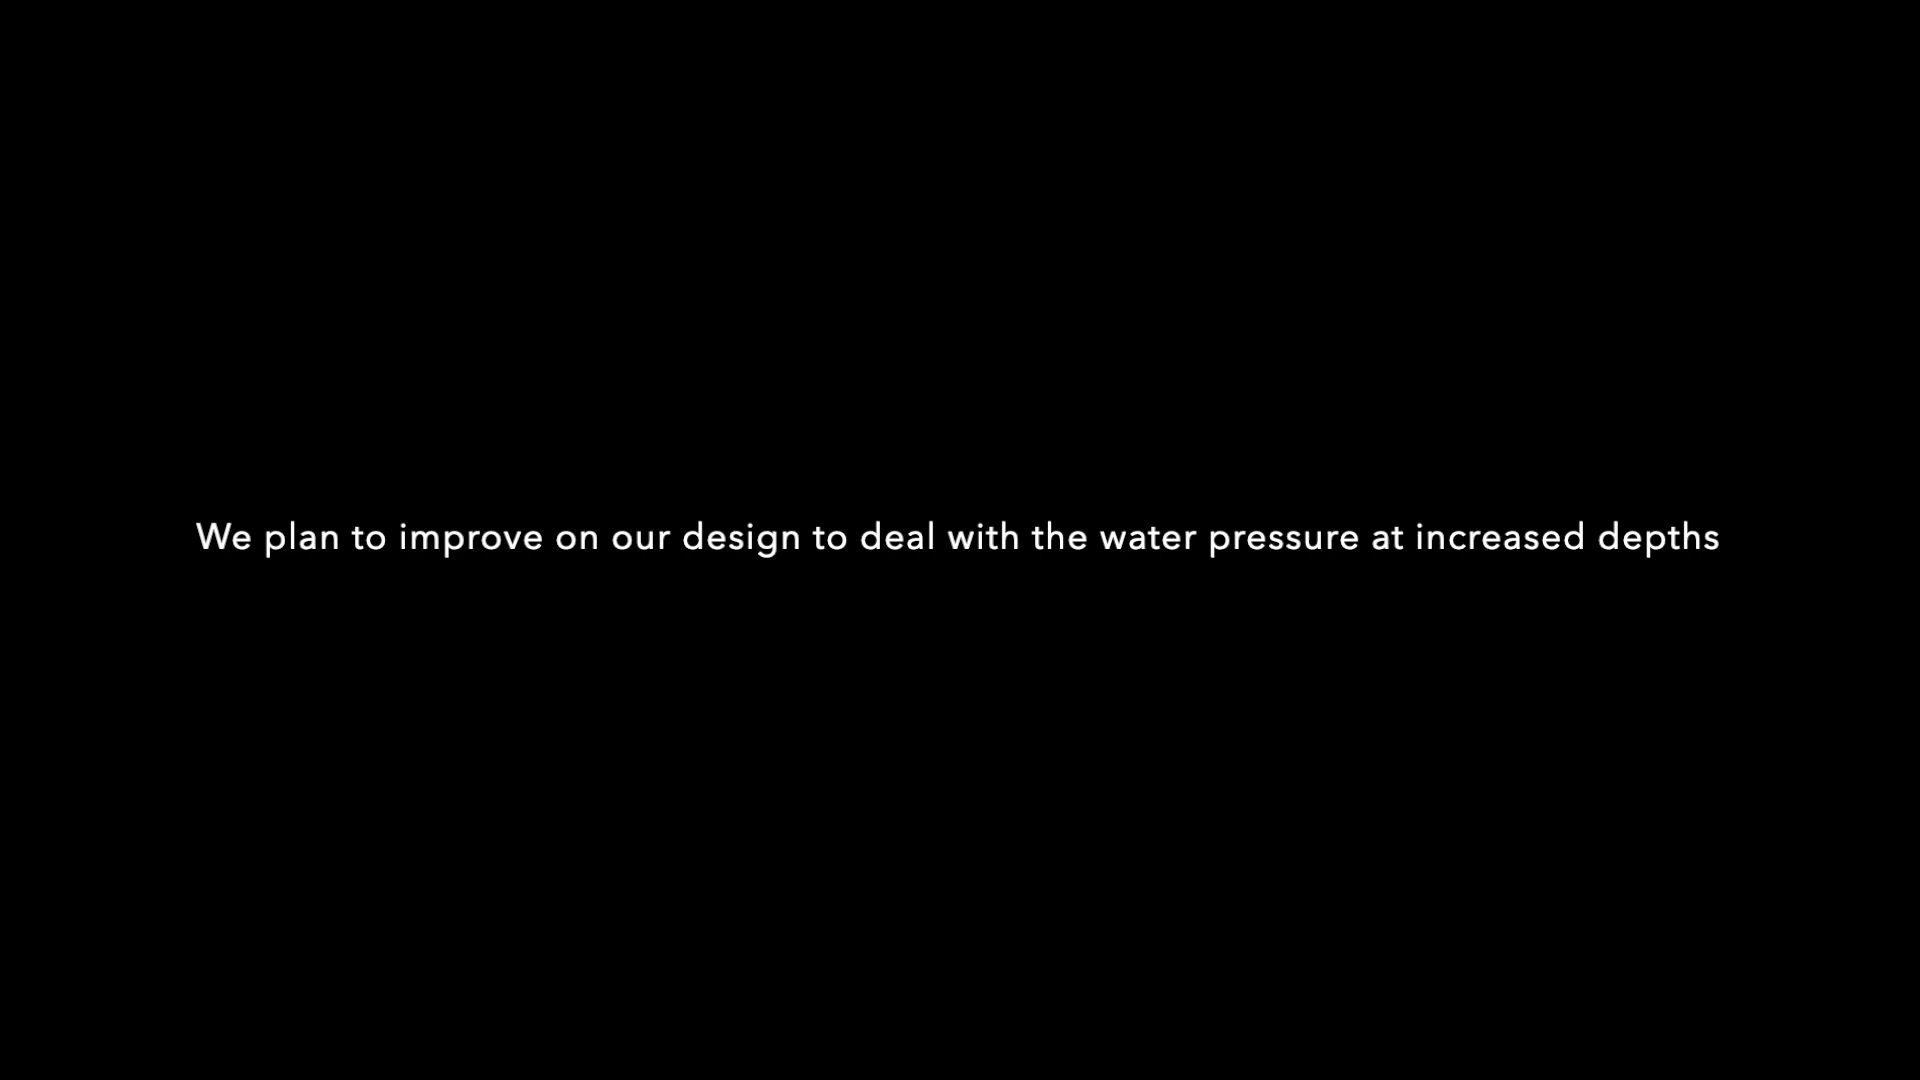 We plan to improve on our design to deal with the water pressure at increased depths